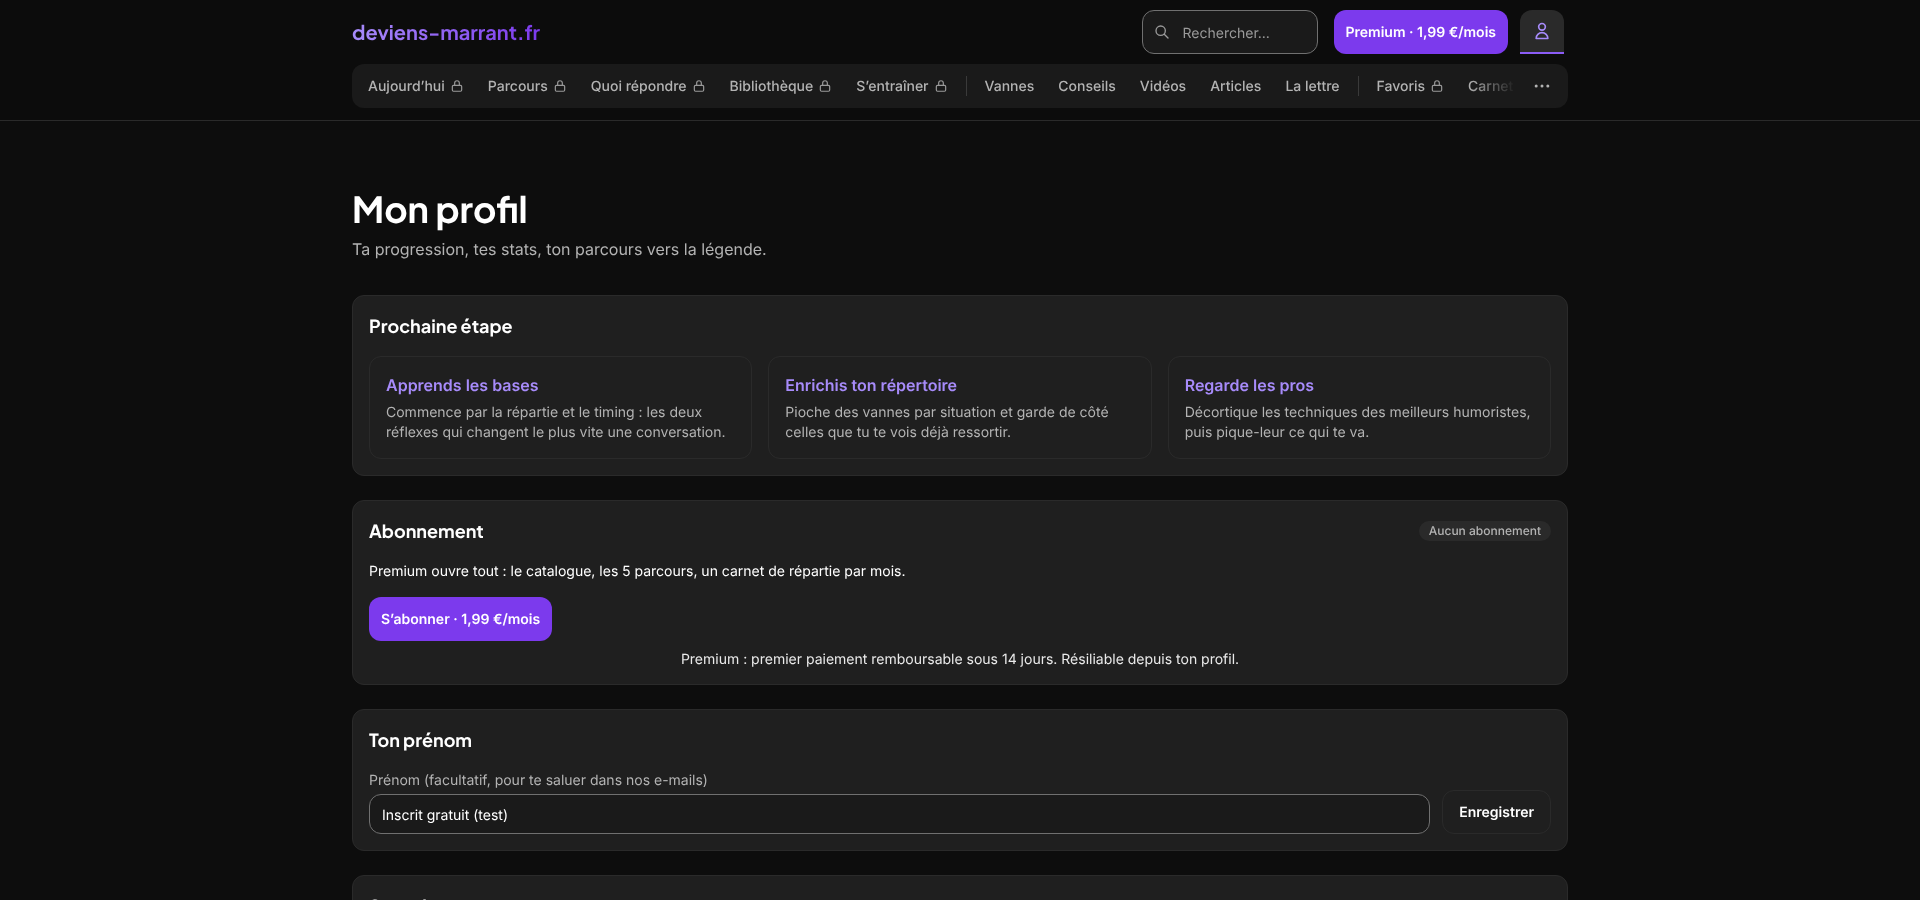 deviens-marrant.fr
Rechercher...
Premium · 1,99 €/mois
Aujourd’hui
Parcours
Quoi répondre
Bibliothèque
S’entraîner
Vannes
Conseils
Vidéos
Articles
La lettre
Favoris
Carnet
Mon profil
Ta progression, tes stats, ton parcours vers la légende.
Prochaine étape
Apprends les bases
Commence par la répartie et le timing : les deux
réflexes qui changent le plus vite une conversation.
Enrichis ton répertoire
Pioche des vannes par situation et garde de côté
celles que tu te vois déjà ressortir.
Regarde les pros
Décortique les techniques des meilleurs humoristes,
puis pique-leur ce qui te va.
Abonnement
Aucun abonnement
Premium ouvre tout : le catalogue, les 5 parcours, un carnet de répartie par mois.
S’abonner · 1,99 €/mois
Premium : premier paiement remboursable sous 14 jours. Résiliable depuis ton profil.
Ton prénom
Prénom (facultatif, pour te saluer dans nos e-mails)
Inscrit gratuit (test)
Enregistrer